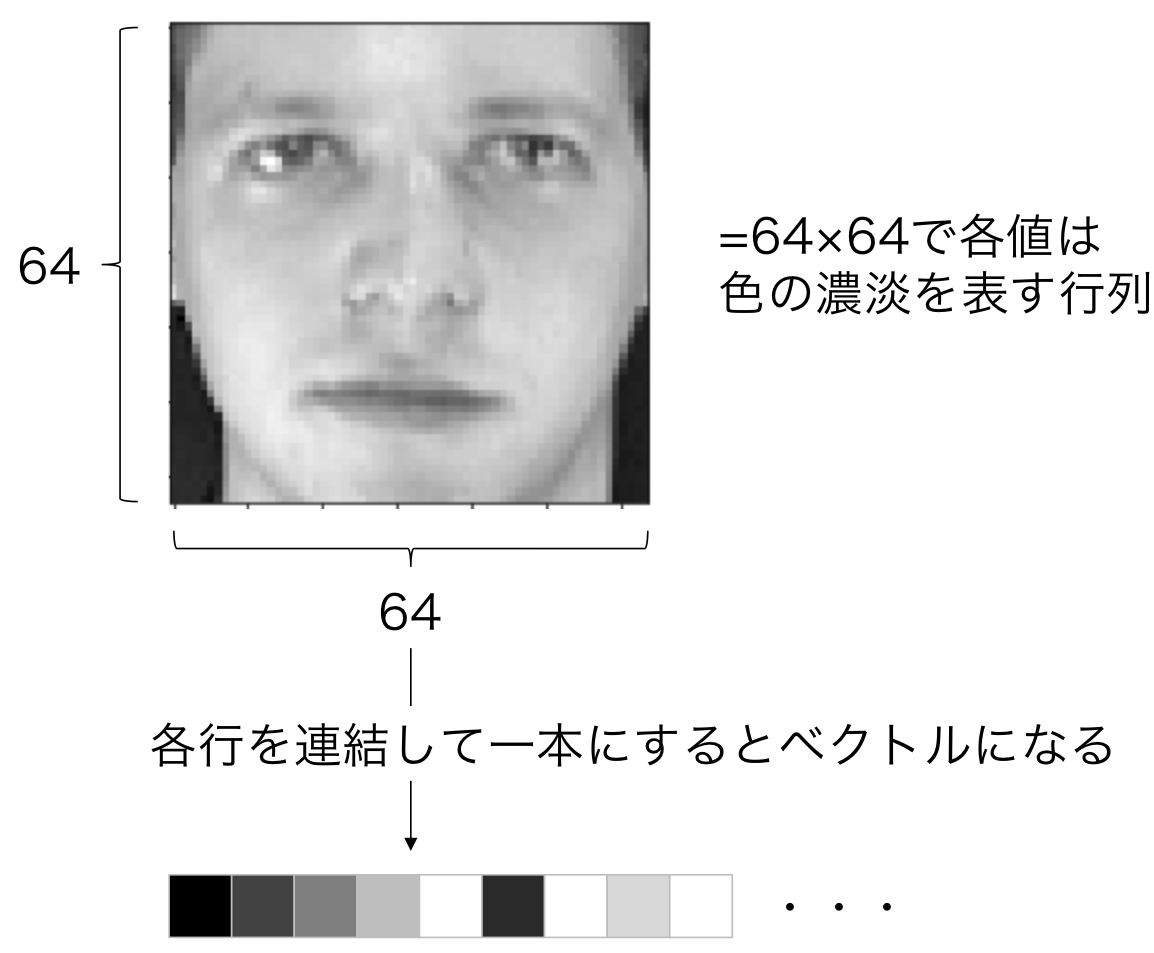 64
=64×64で各値は
色の濃淡を表す行列
64
各行を連結して一本にするとベクトルになる
・・・